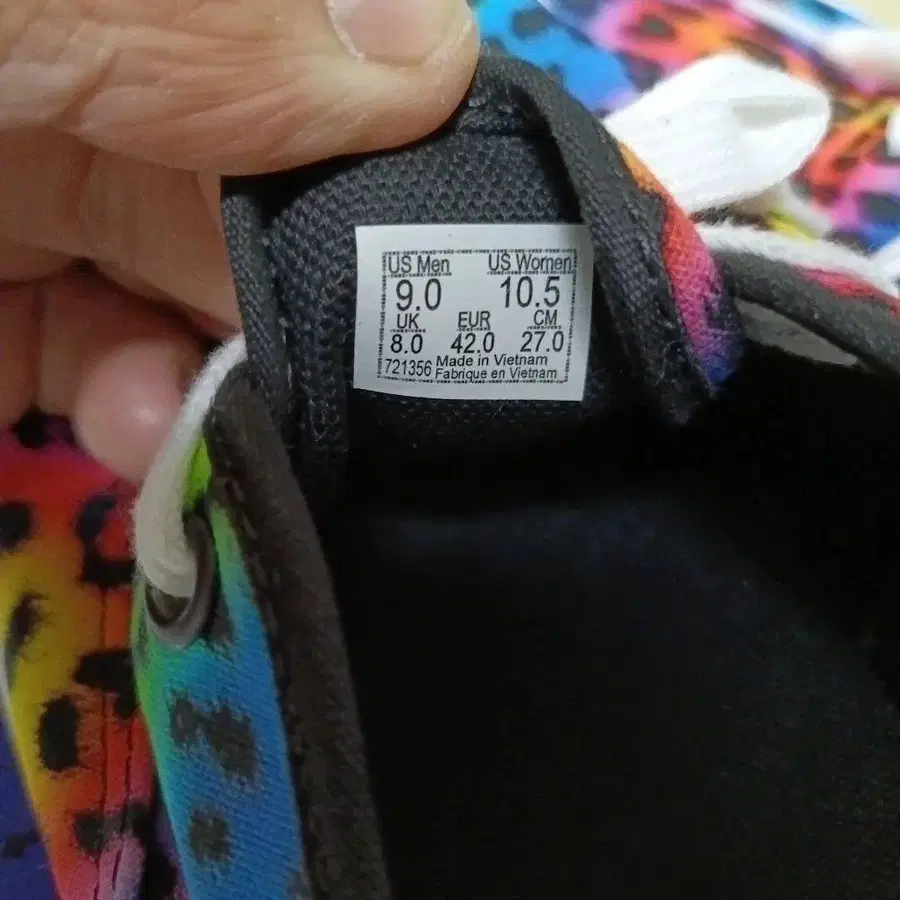 US Men US Women
9.0 10.5
UK EUR CM
8.0 42.0 27.0
721356 Made in Vietnam
Fabrique en Vietnam